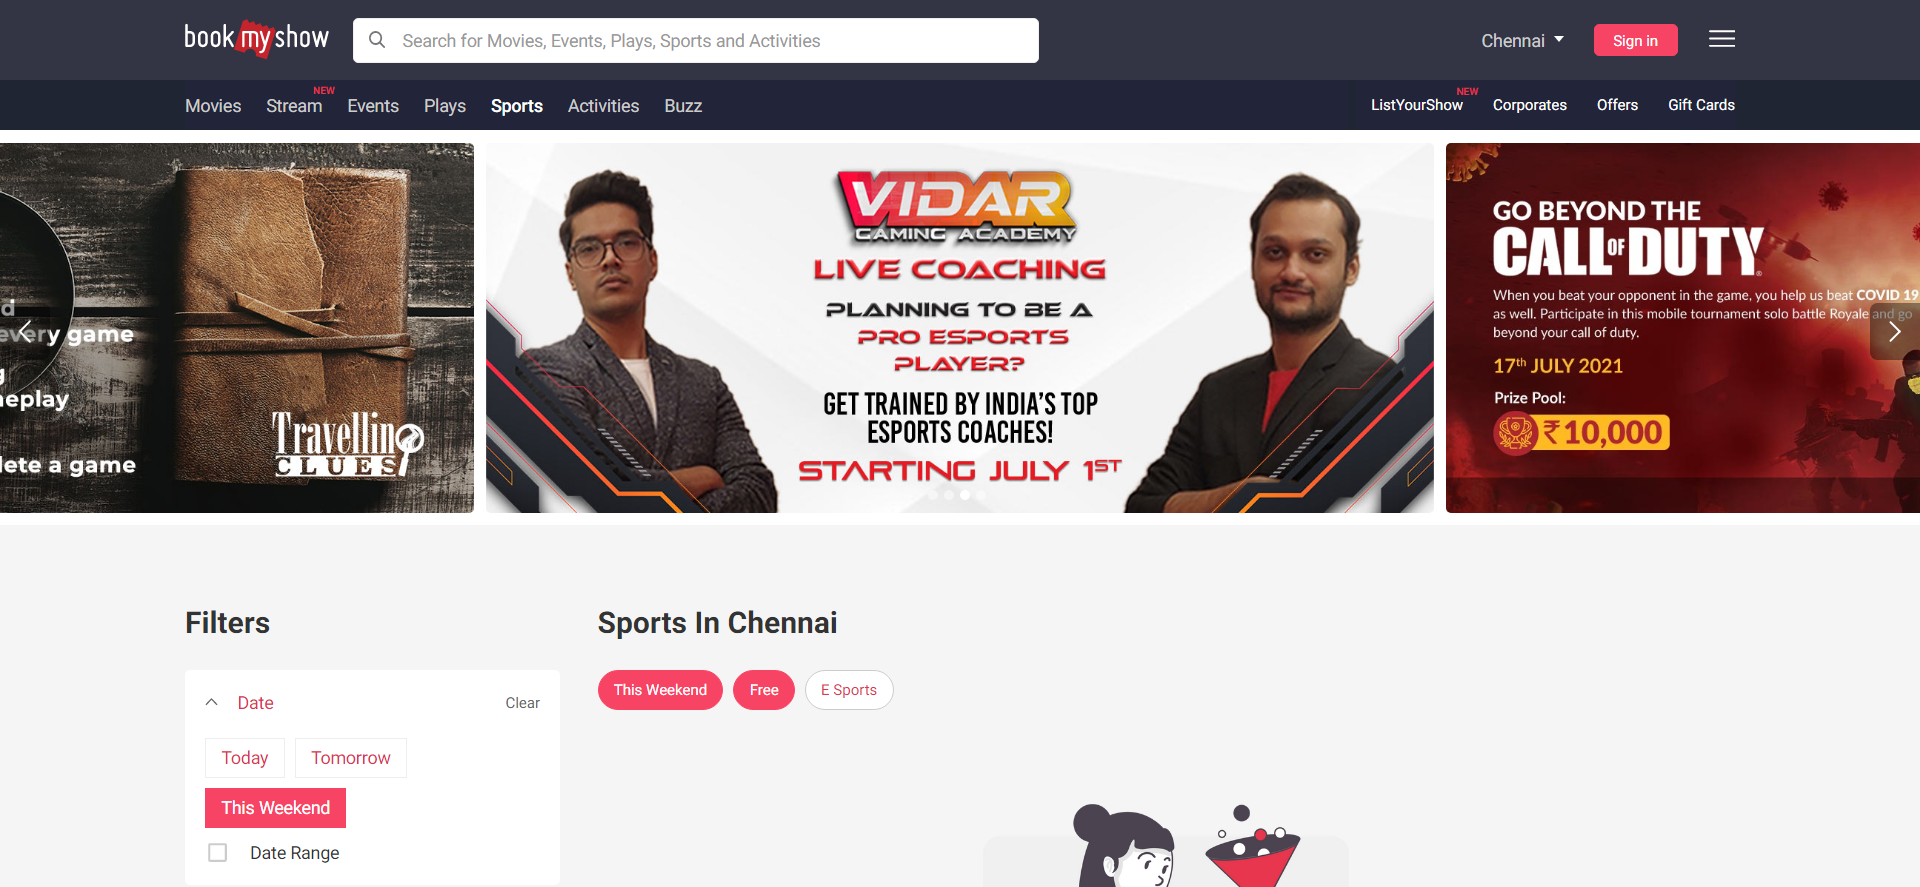 book my show
Search for Movies, Events, Plays, Sports and Activities
Chennai
Sign in
Movies
Stream
NEW
Events
Plays
Sports
Activities
Buzz
ListYourShow
NEW
Corporates
Offers
Gift Cards
d
every game
g
neplay
lete a game
Travelling
CLUES
VIDAR
GAMING ACADEMY
LIVE COACHING
PLANNING TO BE A
PRO ESPORTS
PLAYER?
GET TRAINED BY INDIA'S TOP
ESPORTS COACHES!
STARTING JULY 1ST
GO BEYOND THE
CALL OF DUTY®
When you beat your opponent in the game, you help us beat COVID 19
as well. Participate in this mobile tournament solo battle Royale and go
beyond your call of duty.
17th JULY 2021
Prize Pool:
₹10,000
Filters
Date
Clear
Today
Tomorrow
This Weekend
Date Range
Sports In Chennai
This Weekend
Free
E Sports